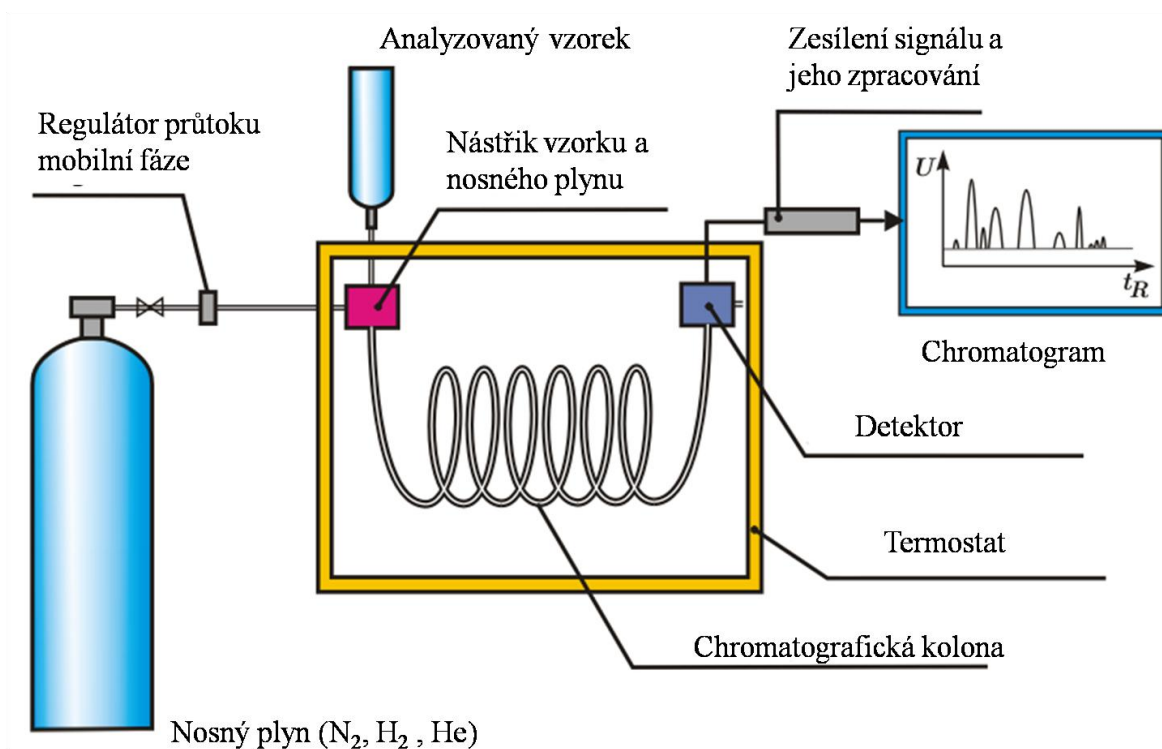 Analyzovaný vzorek
Zesílení signálu a
jeho zpracování
Regulátor průtoku
mobilní fáze
Nástřik vzorku a
nosného plynu
U
t_R
Chromatogram
Detektor
Termostat
Chromatografická kolona
Nosný plyn (N₂, H₂ , He)